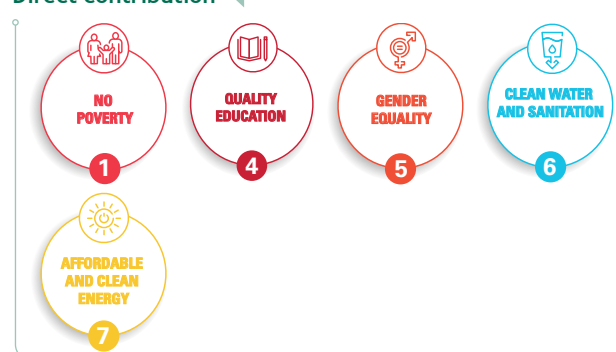 Direct contribution
NO
POVERTY
1
QUALITY
EDUCATION
4
GENDER
EQUALITY
5
CLEAN WATER
AND SANITATION
6
AFFORDABLE
AND CLEAN
ENERGY
7